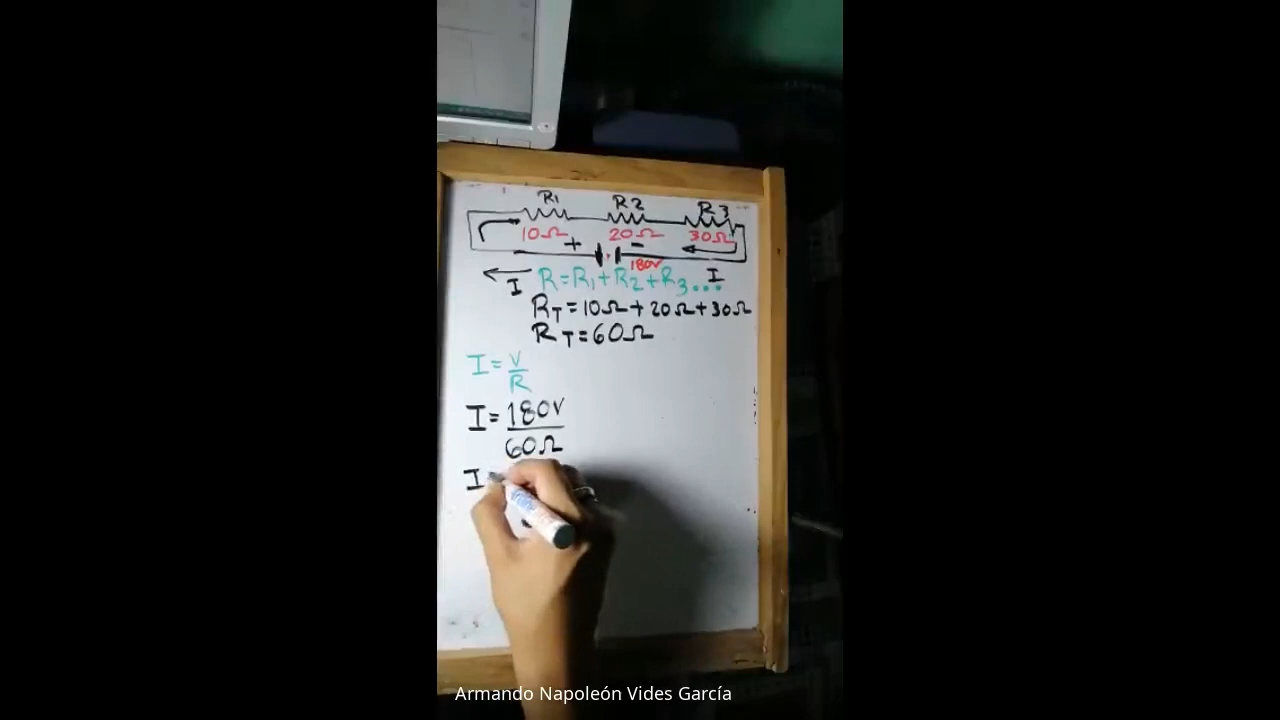 R1 R2 R3
10Ω 20Ω 30Ω
+ -
180V
I I
R=R1+R2+R3...
RT=10Ω+20Ω+30Ω
RT=60Ω
I=V/R
I=180V/60Ω
I=
Armando Napoleón Vides García